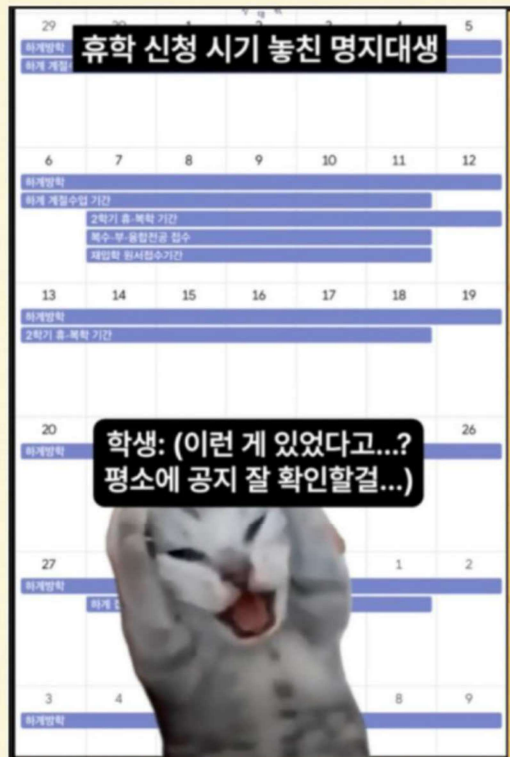 휴학 신청 시기 놓친 명지대생
29 5
하계방학
6 7 8 9 10 11 12
하계방학
하계 계절수업 기간
2학기 휴·복학 기간
복수·부·융합전공 접수
재입학 원서접수기간
13 14 15 16 17 18 19
하계방학
2학기 휴·복학 기간
20 26
하계방학
학생: (이런 게 있었다고...?
평소에 공지 잘 확인할걸...)
27 1 2
하계방학
하계
3 4 8 9
하계방학